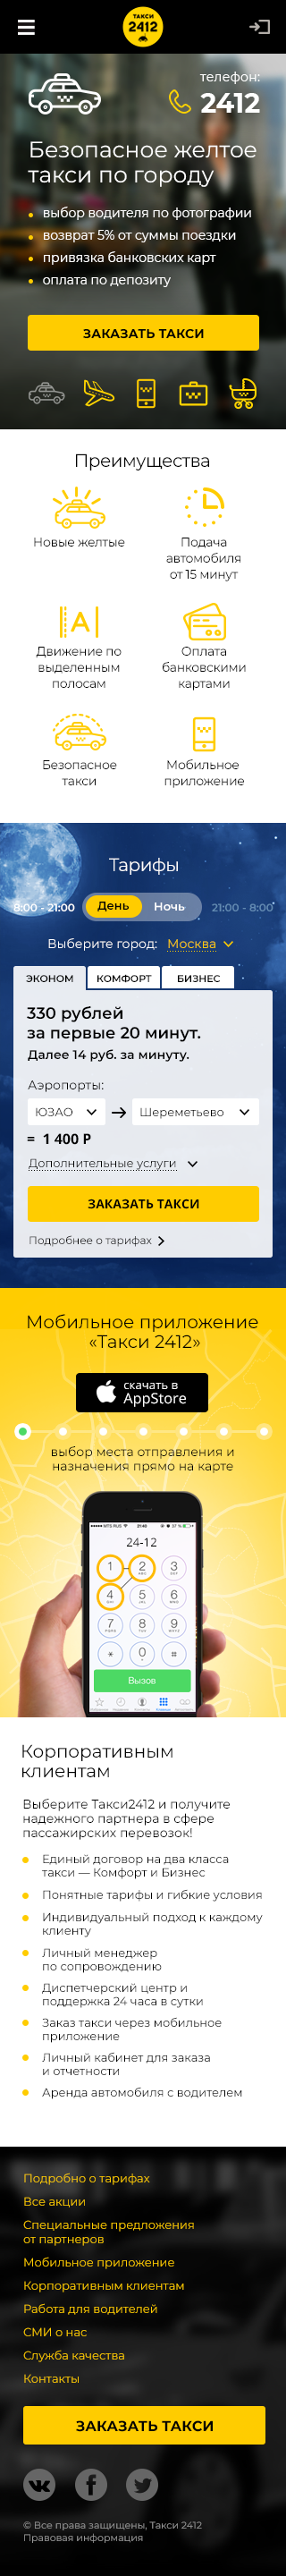 ТАКСИ
2412
телефон:
2412
Безопасное желтое
такси по городу
выбор водителя по фотографии
возврат 5% от суммы поездки
привязка банковских карт
оплата по депозиту
ЗАКАЗАТЬ ТАКСИ
Преимущества
Новые желтые
Подача
автомобиля
от 15 минут
А
Движение по
выделенным
полосам
Оплата
банковскими
картами
Безопасное
такси
Мобильное
приложение
Тарифы
8:00 - 21:00 День Ночь 21:00 - 8:00
Выберите город: Москва
ЭКОНОМ КОМФОРТ БИЗНЕС
330 рублей
за первые 20 минут.
Далее 14 руб. за минуту.
Аэропорты:
ЮЗАО → Шереметьево
= 1 400 Р
Дополнительные услуги
ЗАКАЗАТЬ ТАКСИ
Подробнее о тарифах
Мобильное приложение
«Такси 2412»
скачать в
AppStore
выбор места отправления и
назначения прямо на карте
24-12
1 2 3
4 5 6
7 8 9
* 0 #
Вызов
Корпоративным
клиентам
Выберите Такси2412 и получите
надежного партнера в сфере
пассажирских перевозок!
Единый договор на два класса
такси — Комфорт и Бизнес
Понятные тарифы и гибкие условия
Индивидуальный подход к каждому
клиенту
Личный менеджер
по сопровождению
Диспетчерский центр и
поддержка 24 часа в сутки
Заказ такси через мобильное
приложение
Личный кабинет для заказа
и отчетности
Аренда автомобиля с водителем
Подробно о тарифах
Все акции
Специальные предложения
от партнеров
Мобильное приложение
Корпоративным клиентам
Работа для водителей
СМИ о нас
Служба качества
Контакты
ЗАКАЗАТЬ ТАКСИ
© Все права защищены, Такси 2412
Правовая информация